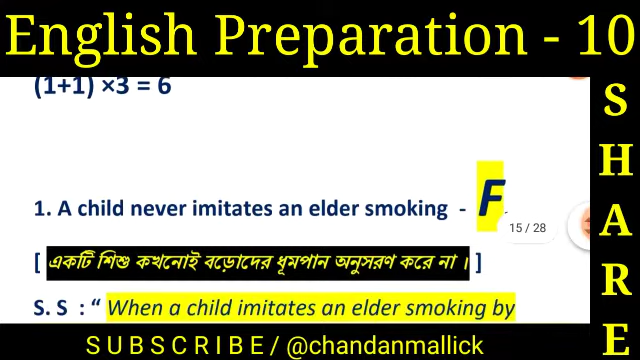 English Preparation - 10
(1+1) ×3 = 6
1. A child never imitates an elder smoking - F
15 / 28
[ একটি শিশু কখনোই বড়োদের ধূমপান অনুসরণ করে না । ]
S. S : “ When a child imitates an elder smoking by
SUBSCRIBE/ @chandanmallick
S
H
A
R
E